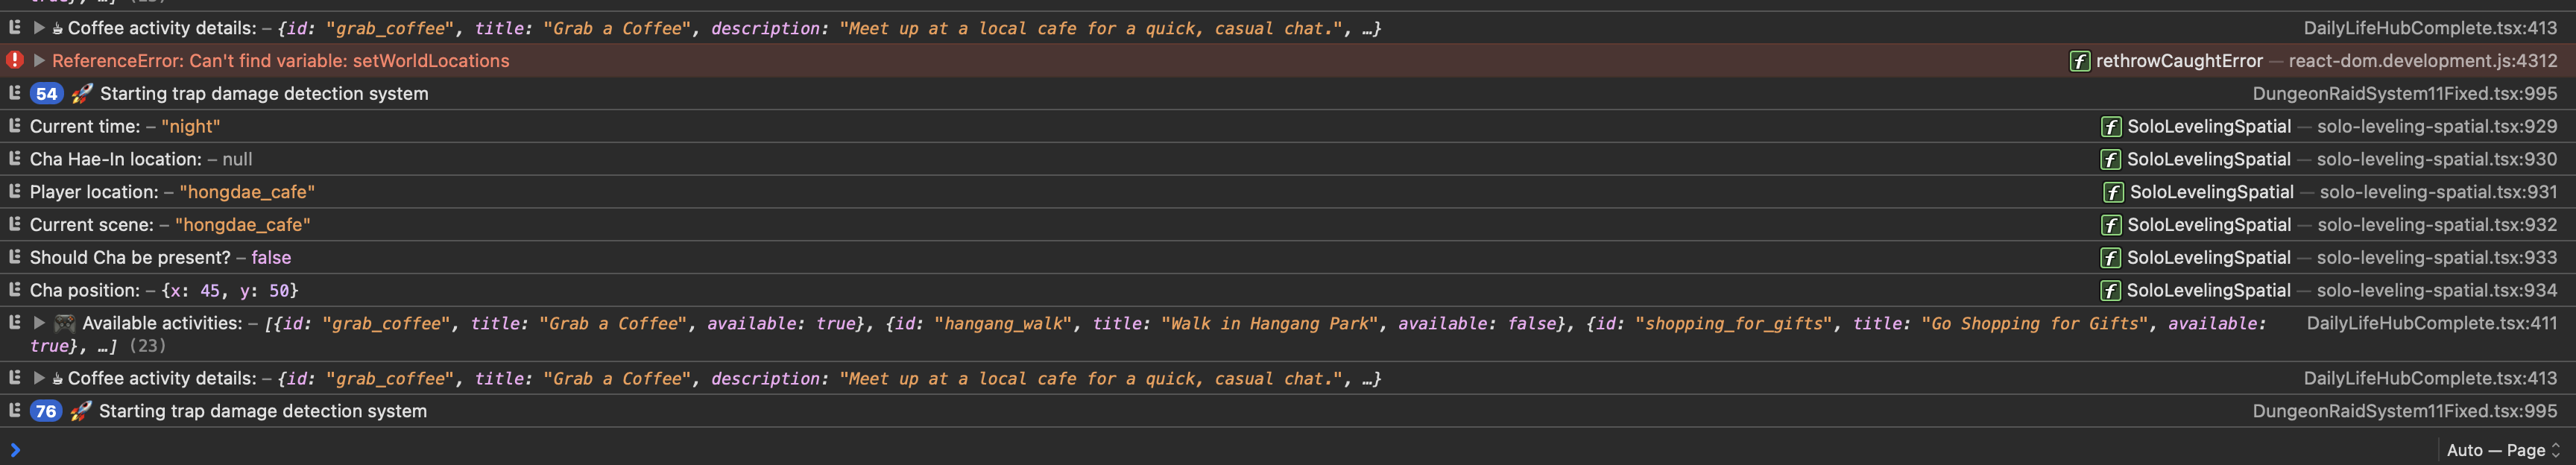 true}, …] (23)
☕ Coffee activity details: – {id: "grab_coffee", title: "Grab a Coffee", description: "Meet up at a local cafe for a quick, casual chat.", …} DailyLifeHubComplete.tsx:413
ReferenceError: Can't find variable: setWorldLocations rethrowCaughtError — react-dom.development.js:4312
54 🚀 Starting trap damage detection system DungeonRaidSystem11Fixed.tsx:995
Current time: – "night" SoloLevelingSpatial — solo-leveling-spatial.tsx:929
Cha Hae-In location: – null SoloLevelingSpatial — solo-leveling-spatial.tsx:930
Player location: – "hongdae_cafe" SoloLevelingSpatial — solo-leveling-spatial.tsx:931
Current scene: – "hongdae_cafe" SoloLevelingSpatial — solo-leveling-spatial.tsx:932
Should Cha be present? – false SoloLevelingSpatial — solo-leveling-spatial.tsx:933
Cha position: – {x: 45, y: 50} SoloLevelingSpatial — solo-leveling-spatial.tsx:934
🎮 Available activities: – [{id: "grab_coffee", title: "Grab a Coffee", available: true}, {id: "hangang_walk", title: "Walk in Hangang Park", available: false}, {id: "shopping_for_gifts", title: "Go Shopping for Gifts", available: DailyLifeHubComplete.tsx:411
true}, …] (23)
☕ Coffee activity details: – {id: "grab_coffee", title: "Grab a Coffee", description: "Meet up at a local cafe for a quick, casual chat.", …} DailyLifeHubComplete.tsx:413
76 🚀 Starting trap damage detection system DungeonRaidSystem11Fixed.tsx:995
Auto — Page